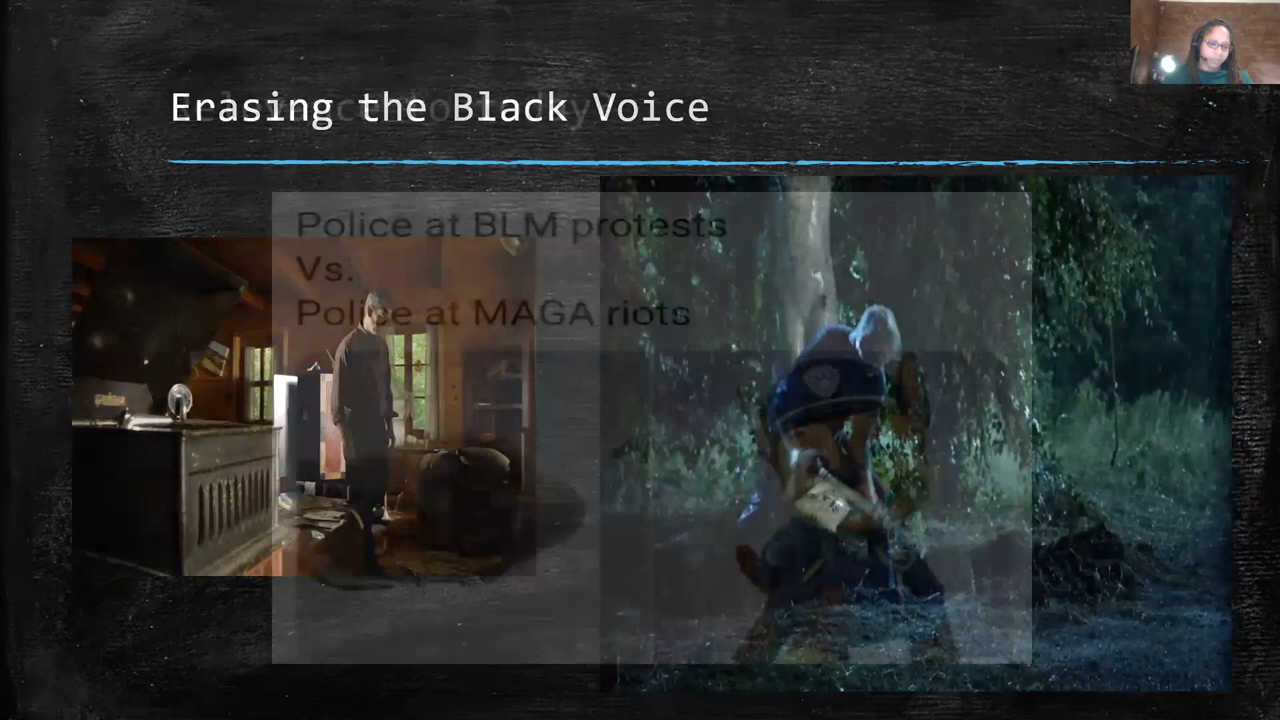 Erasing the Black Voice
Police at BLM protests
Vs.
Police at MAGA riots